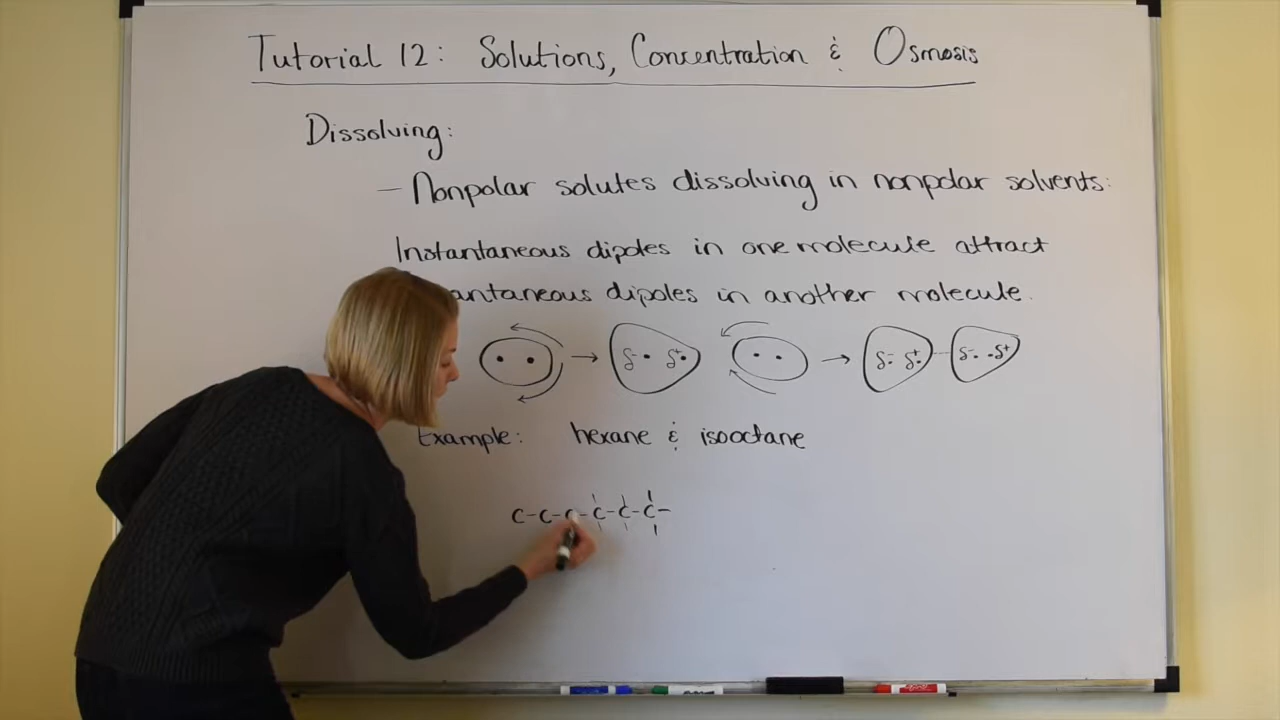 Tutorial 12: Solutions, Concentration & Osmosis
Dissolving:
- Nonpolar solutes dissolving in nonpolar solvents:
Instantaneous dipoles in one molecule attract
antaneous dipoles in another molecule.
δ- δ+ δ- δ+ δ- δ+
Example: hexane & isooctane
C-C-C-C-C-C-